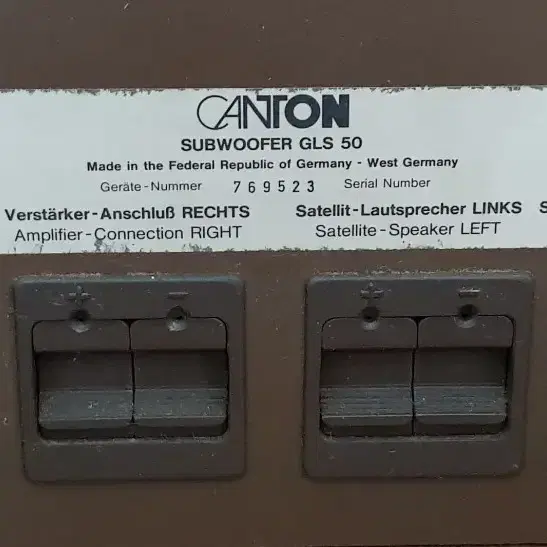 CANTON
SUBWOOFER GLS 50
Made in the Federal Republic of Germany - West Germany
Geräte-Nummer 769523 Serial Number
Verstärker-Anschluß RECHTS Satellit-Lautsprecher LINKS S
Amplifier-Connection RIGHT Satellite-Speaker LEFT
+ - + -